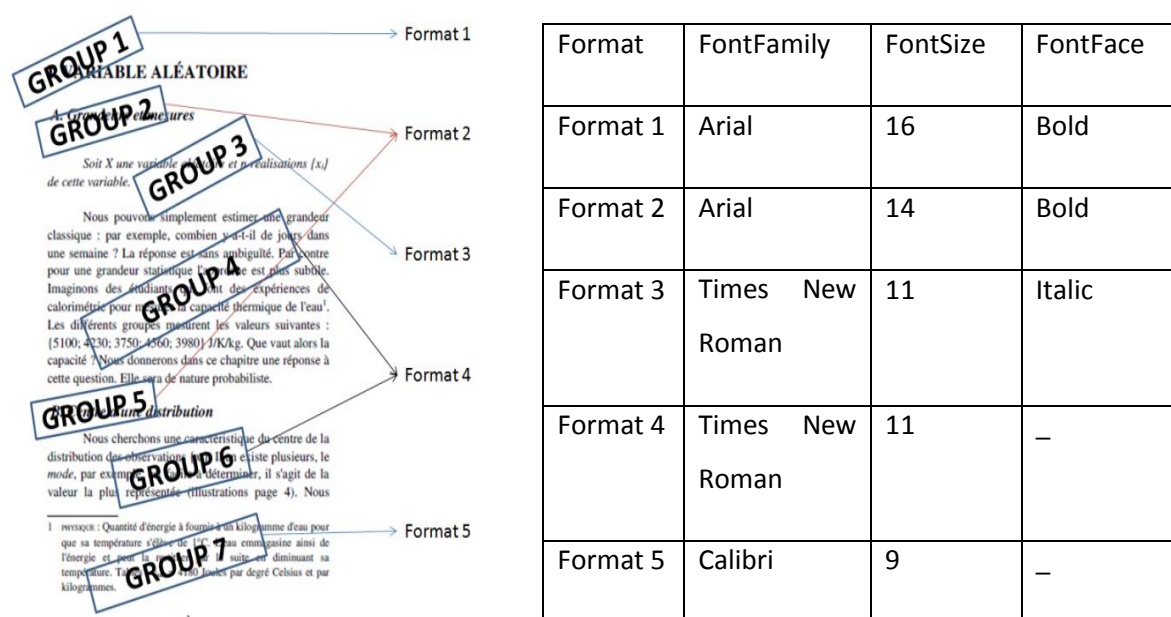 GROUP 1
VARIABLE ALÉATOIRE
A. Grandeurs et mesures
GROUP 2
Soit X une variable et n réalisations {xᵢ}
de cette variable.
GROUP 3
Nous pouvons simplement estimer une grandeur
classique : par exemple, combien y-a-t-il de jours dans
une semaine ? La réponse est sans ambiguïté. Par contre
pour une grandeur statistique est plus subtile.
Imaginons des étudiants qui font des expériences de
calorimétrie pour la capacité thermique de l'eau¹.
Les différents groupes mesurent les valeurs suivantes :
{5100; 4230; 3750; 4560; 3980} J/K/kg. Que vaut alors la
capacité ? Nous donnerons dans ce chapitre une réponse à
cette question. Elle sera de nature probabiliste.
GROUP 4
d'une distribution
GROUP 5
Nous cherchons une caractéristique du centre de la
distribution des observations existe plusieurs, le
mode, par exemple, déterminer, il s'agit de la
valeur la plus représentée (illustrations page 4). Nous
GROUP 6
1 PHYSIQUE : Quantité d'énergie à fournir à un kilogramme d'eau pour
que sa température s'élève de 1°C. L'eau emmagasine ainsi de
l'énergie et peut la suite en diminuant sa
température. 4180 Joules par degré Celsius et par
kilogrammes.
GROUP 7
Format 1
Format 2
Format 3
Format 4
Format 5
Format FontFamily FontSize FontFace
Format 1 Arial 16 Bold
Format 2 Arial 14 Bold
Format 3 Times New 11 Italic
Roman
Format 4 Times New 11 _
Roman
Format 5 Calibri 9 _